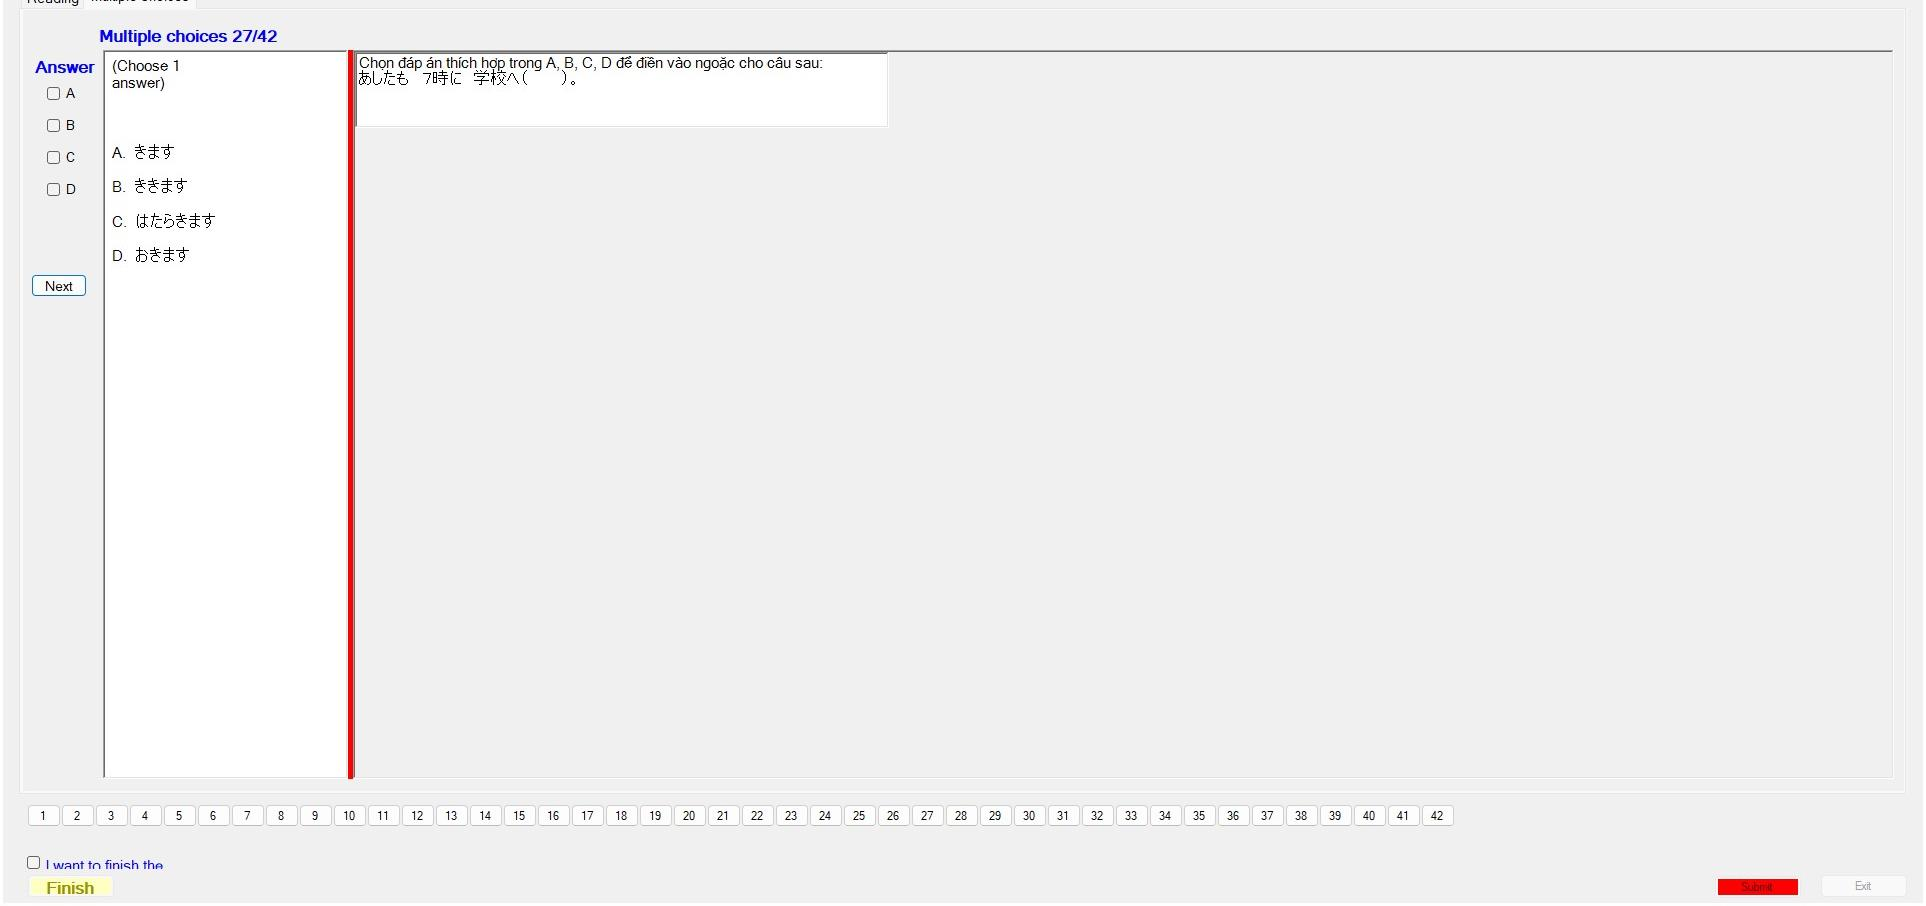 Multiple choices 27/42
Answer
A
B
C
D
Next
(Choose 1
answer)
A. きます
B. ききます
C. はたらきます
D. おきます
Chọn đáp án thích hợp trong A, B, C, D để điền vào ngoặc cho câu sau:
あしたも 7時に 学校へ( )。
1 2 3 4 5 6 7 8 9 10 11 12 13 14 15 16 17 18 19 20 21 22 23 24 25 26 27 28 29 30 31 32 33 34 35 36 37 38 39 40 41 42
I want to finish the
Finish
Submit
Exit